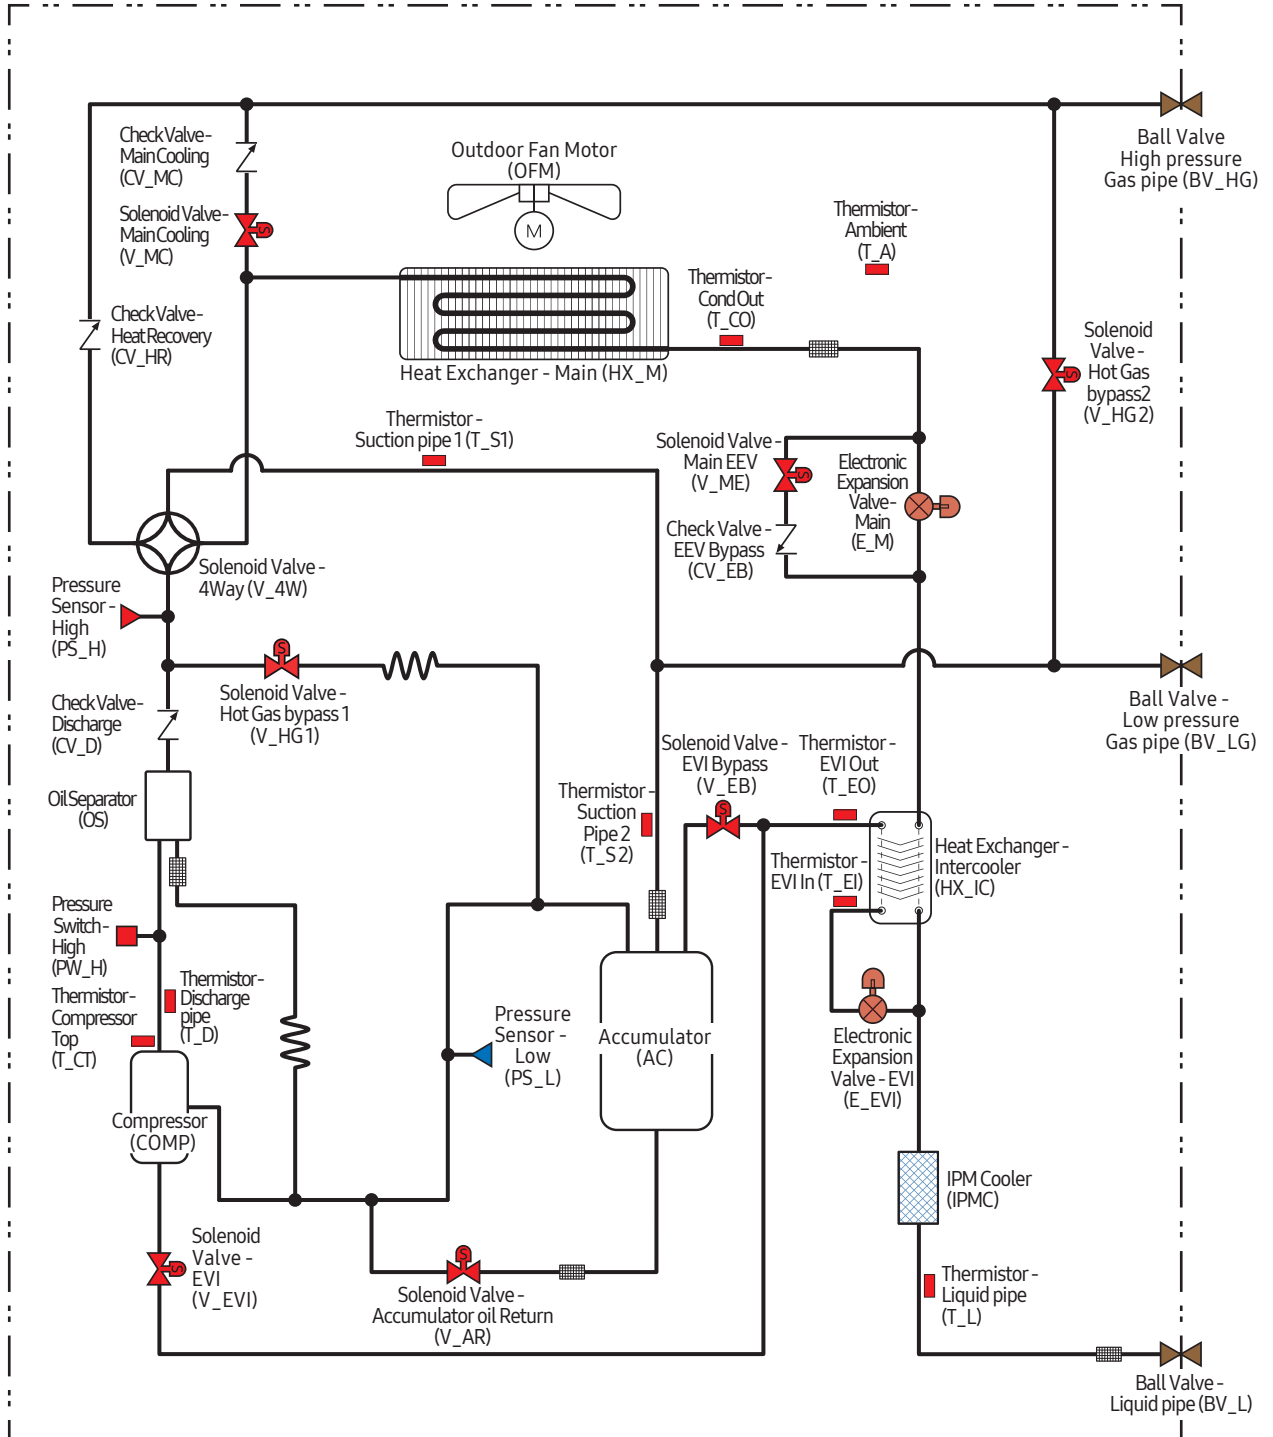 Check Valve -
Main Cooling
(CV_MC)
Solenoid Valve -
Main Cooling
(V_MC)
Check Valve -
Heat Recovery
(CV_HR)
Outdoor Fan Motor
(OFM)
M
Thermistor -
Ambient
(T_A)
Thermistor -
Cond Out
(T_CO)
Heat Exchanger - Main (HX_M)
Ball Valve
High pressure
Gas pipe (BV_HG)
Solenoid
Valve -
Hot Gas
bypass2
(V_HG2)
S
S
Thermistor -
Suction pipe 1 (T_S1)
Solenoid Valve -
Main EEV
(V_ME)
S
Electronic
Expansion
Valve -
Main
(E_M)
Check Valve -
EEV Bypass
(CV_EB)
Solenoid Valve -
4Way (V_4W)
Pressure
Sensor -
High
(PS_H)
S
Solenoid Valve -
Hot Gas bypass 1
(V_HG1)
Check Valve -
Discharge
(CV_D)
Ball Valve -
Low pressure
Gas pipe (BV_LG)
Oil Separator
(OS)
Solenoid Valve -
EVI Bypass
(V_EB)
S
Thermistor -
EVI Out
(T_EO)
Thermistor -
Suction
Pipe 2
(T_S2)
Thermistor -
EVI In (T_EI)
Heat Exchanger -
Intercooler
(HX_IC)
Pressure
Switch -
High
(PW_H)
Thermistor -
Discharge
pipe
(T_D)
Thermistor -
Compressor
Top
(T_CT)
Pressure
Sensor -
Low
(PS_L)
Accumulator
(AC)
Electronic
Expansion
Valve - EVI
(E_EVI)
Compressor
(COMP)
IPM Cooler
(IPMC)
Solenoid
Valve -
EVI
(V_EVI)
S
S
Solenoid Valve -
Accumulator oil Return
(V_AR)
Thermistor -
Liquid pipe
(T_L)
Ball Valve -
Liquid pipe (BV_L)